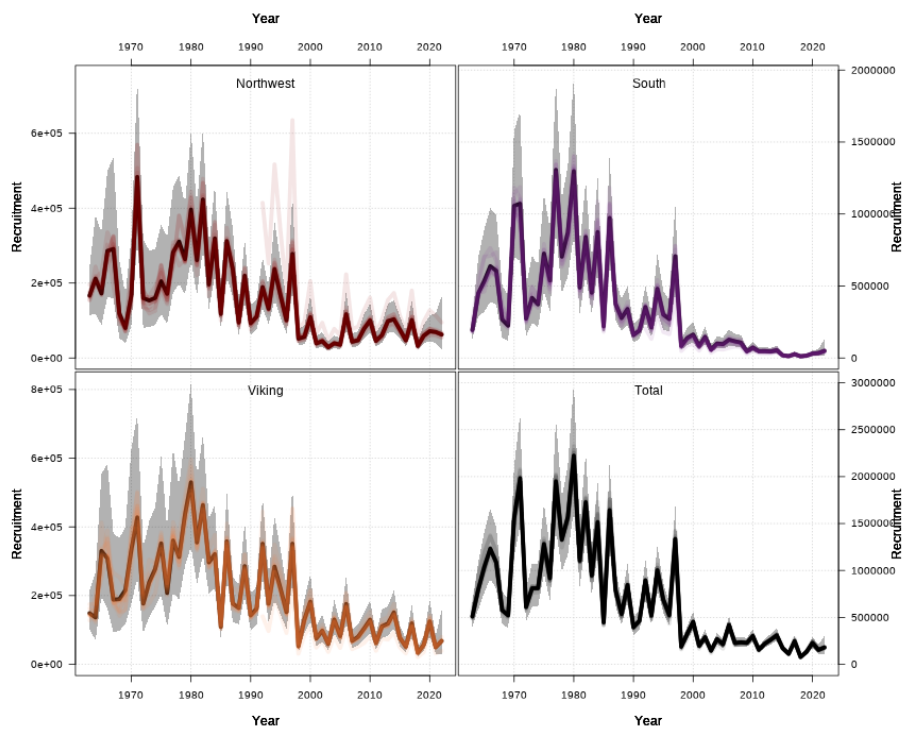 Year Year
1970 1980 1990 2000 2010 2020 1970 1980 1990 2000 2010 2020
Northwest South
2000000
6e+05 1500000
4e+05 1000000
2e+05 500000
0e+00 0
Recruitment Recruitment
Viking Total
8e+05 3000000
2500000
6e+05 2000000
4e+05 1500000
1000000
2e+05 500000
0e+00 0
Recruitment Recruitment
1970 1980 1990 2000 2010 2020 1970 1980 1990 2000 2010 2020
Year Year